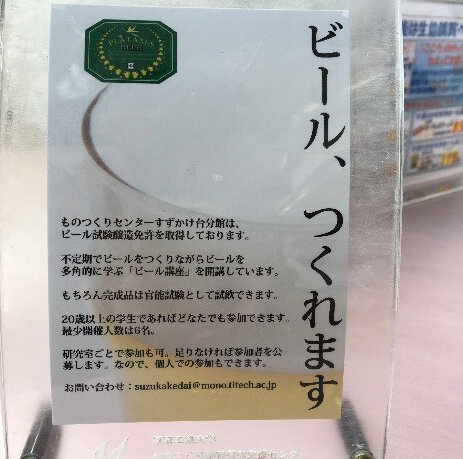 ビール、つくれます
ものつくりセンターすずかけ台分館は、
ビール試験醸造免許を取得しております。
不定期でビールをつくりながらビールを
多角的に学ぶ「ビール講座」を開講しています。
もちろん完成品は官能試験として試飲できます。
20歳以上の学生であればどなたでも参加できます。
最少開催人数は6名。
研究室ごとで参加も可。足りなければ参加者を公
募します。なので、個人での参加もできます。
お問い合わせ：suzukakedai@mono.titech.ac.jp